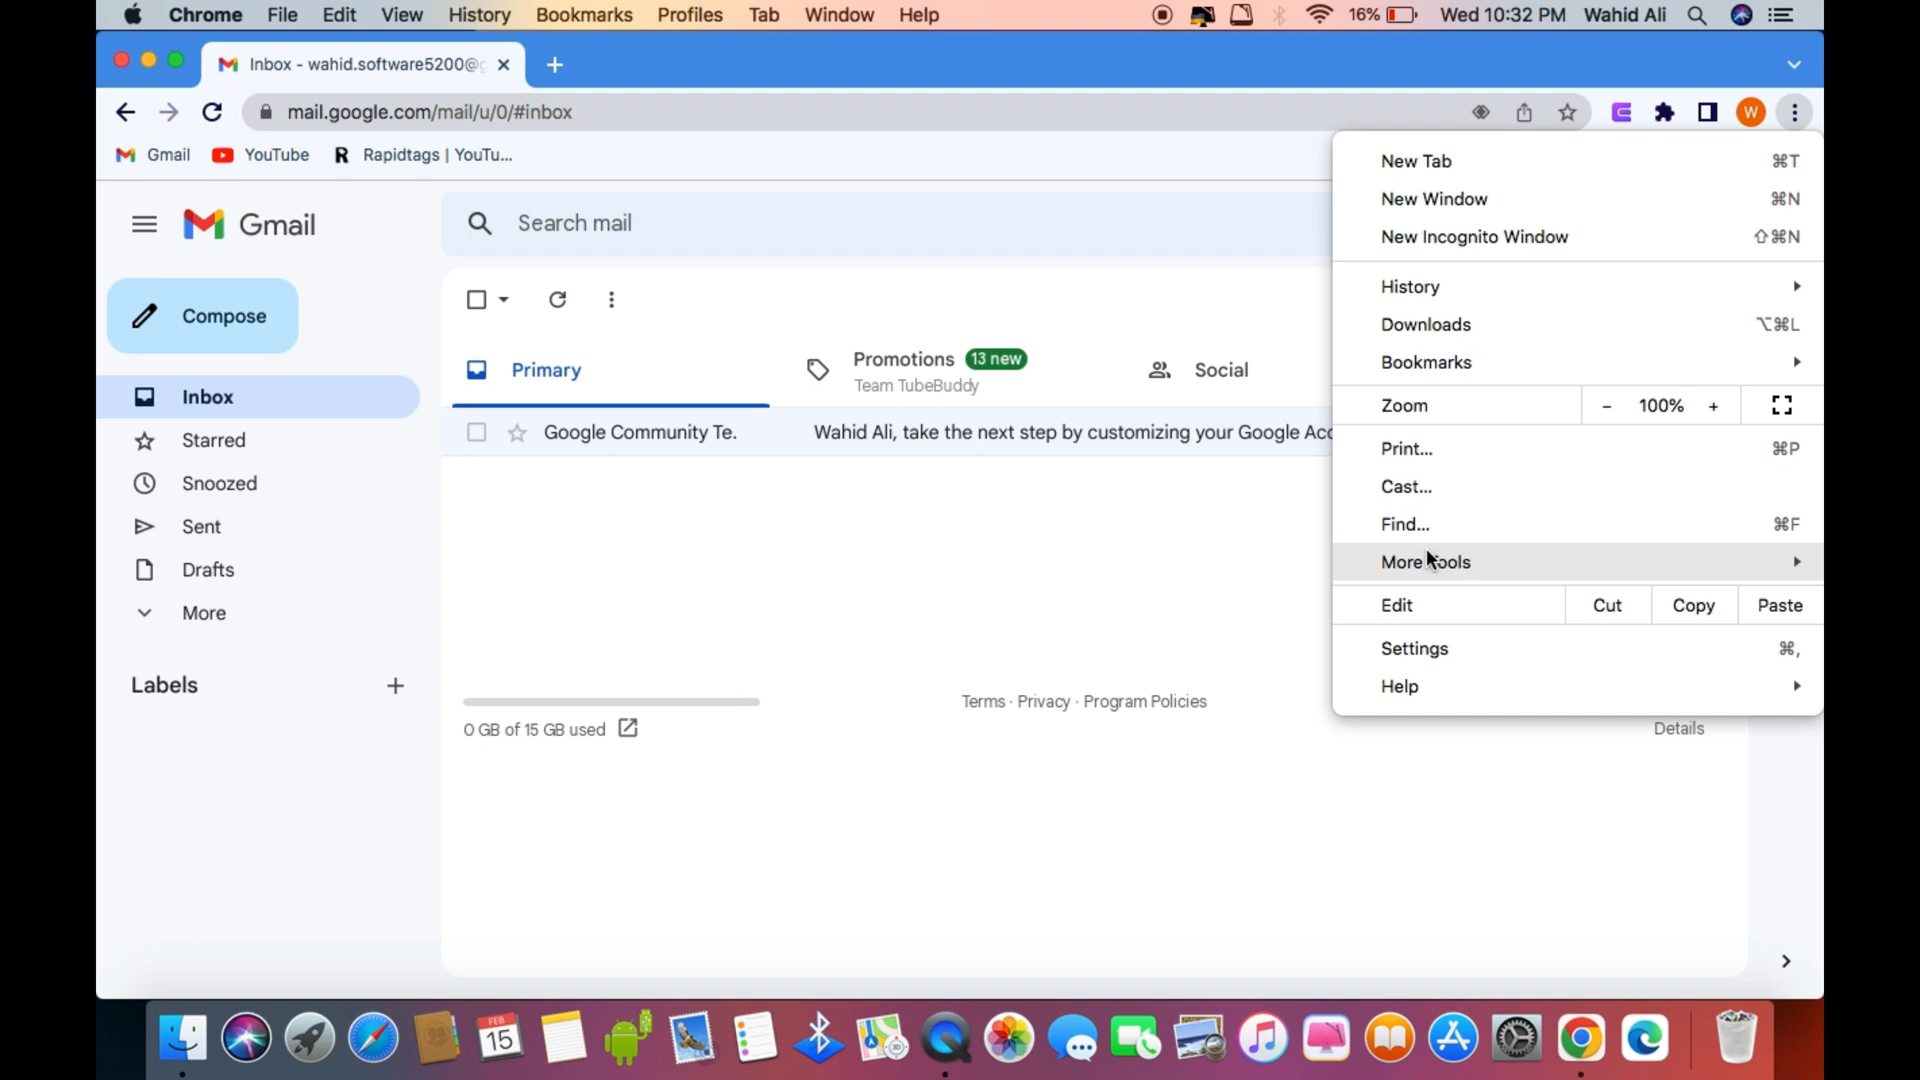 Chrome File Edit View History Bookmarks Profiles Tab Window Help 16% Wed 10:32 PM Wahid Ali
Inbox - wahid.software5200@g
mail.google.com/mail/u/0/#inbox W
Gmail YouTube R Rapidtags | YouTu...
New Tab ⌘T
New Window ⌘N
New Incognito Window ⇧⌘N
History
Downloads ⌥⌘L
Bookmarks
Zoom - 100% +
Print... ⌘P
Cast...
Find... ⌘F
More Tools
Edit Cut Copy Paste
Settings ⌘,
Help
Gmail Search mail
Compose
Inbox
Starred
Snoozed
Sent
Drafts
More
Labels +
Primary
Promotions 13 new
Team TubeBuddy
Social
Google Community Te. Wahid Ali, take the next step by customizing your Google Acc
Terms · Privacy · Program Policies
0 GB of 15 GB used
Details
FEB
15